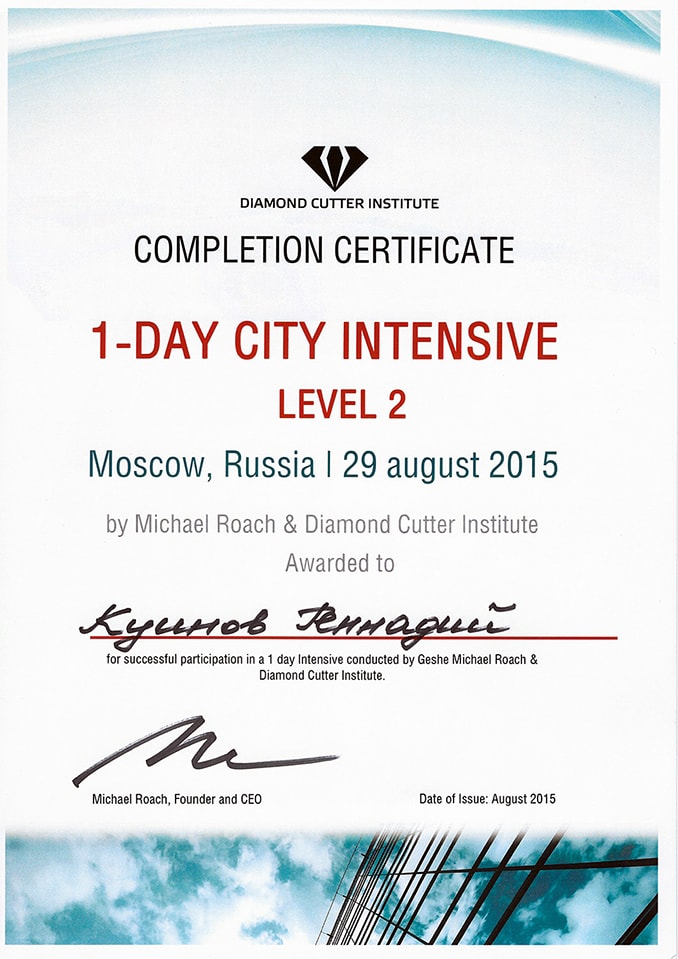 DIAMOND CUTTER INSTITUTE
COMPLETION CERTIFICATE
1-DAY CITY INTENSIVE
LEVEL 2
Moscow, Russia | 29 august 2015
by Michael Roach & Diamond Cutter Institute
Awarded to
Геннадий
for successful participation in a 1 day Intensive conducted by Geshe Michael Roach &
Diamond Cutter Institute.
Michael Roach, Founder and CEO
Date of Issue: August 2015